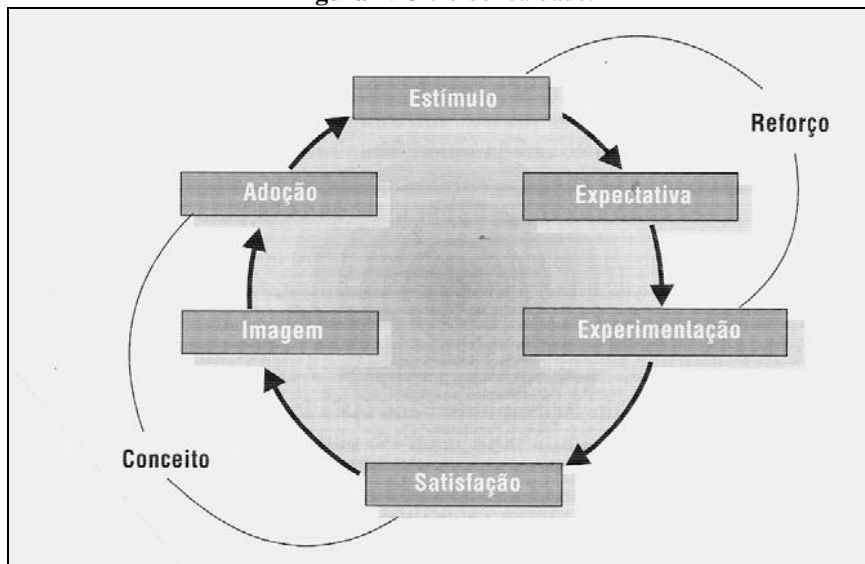 Estímulo
Reforço
Adoção
Expectativa
Imagem
Experimentação
Conceito
Satisfação